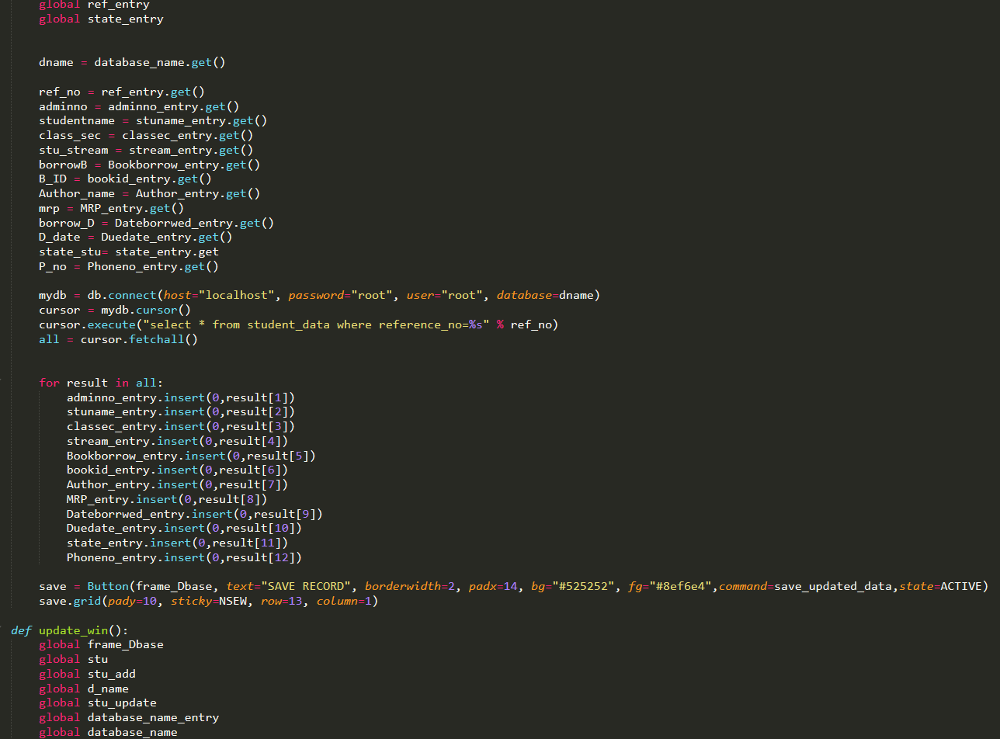 global ref_entry
global state_entry
dname = database_name.get()
ref_no = ref_entry.get()
adminno = adminno_entry.get()
studentname = stuname_entry.get()
class_sec = classec_entry.get()
stu_stream = stream_entry.get()
borrowB = Bookborrow_entry.get()
B_ID = bookid_entry.get()
Author_name = Author_entry.get()
mrp = MRP_entry.get()
borrow_D = Dateborrwed_entry.get()
D_date = Duedate_entry.get()
state_stu= state_entry.get
P_no = Phoneno_entry.get()
mydb = db.connect(host="localhost", password="root", user="root", database=dname)
cursor = mydb.cursor()
cursor.execute("select * from student_data where reference_no=%s" % ref_no)
all = cursor.fetchall()
for result in all:
adminno_entry.insert(0,result[1])
stuname_entry.insert(0,result[2])
classec_entry.insert(0,result[3])
stream_entry.insert(0,result[4])
Bookborrow_entry.insert(0,result[5])
bookid_entry.insert(0,result[6])
Author_entry.insert(0,result[7])
MRP_entry.insert(0,result[8])
Dateborrwed_entry.insert(0,result[9])
Duedate_entry.insert(0,result[10])
state_entry.insert(0,result[11])
Phoneno_entry.insert(0,result[12])
save = Button(frame_Dbase, text="SAVE RECORD", borderwidth=2, padx=14, bg="#525252", fg="#8ef6e4",command=save_updated_data,state=ACTIVE)
save.grid(pady=10, sticky=NSEW, row=13, column=1)
def update_win():
global frame_Dbase
global stu
global stu_add
global d_name
global stu_update
global database_name_entry
global database_name